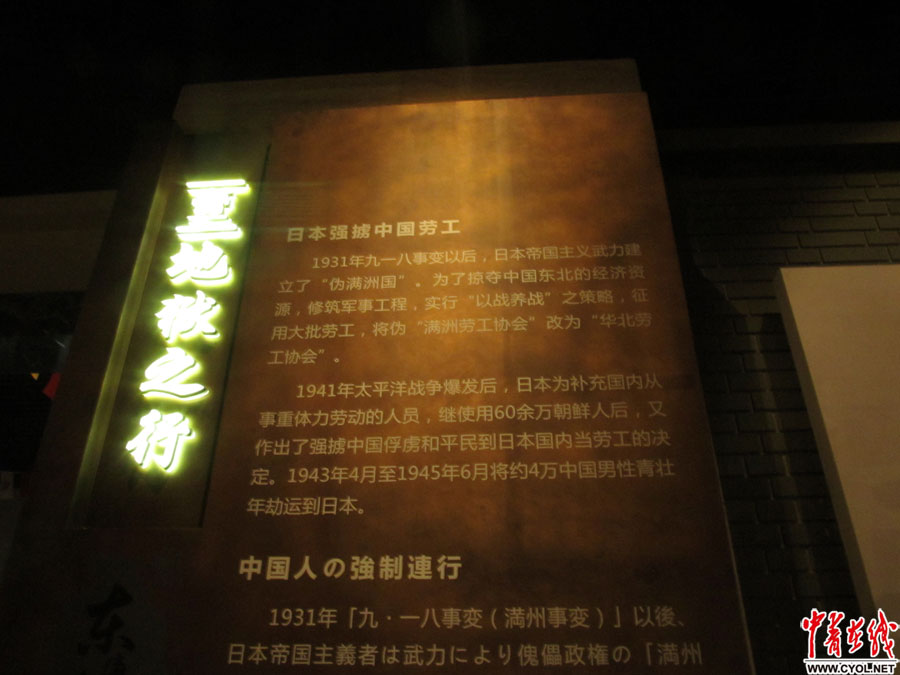 重地狱之行
日本强掳中国劳工
1931年九一八事变以后，日本帝国主义武力建
立了“伪满洲国”。为了掠夺中国东北的经济资
源，修筑军事工程，实行“以战养战”之策略，征
用大批劳工，将伪“满洲劳工协会”改为“华北劳
工协会”。
1941年太平洋战争爆发后，日本为补充国内从
事重体力劳动的人员，继使用60余万朝鲜人后，又
作出了强掳中国俘虏和平民到日本国内当劳工的决
定。1943年4月至1945年6月将约4万中国男性青壮
年劫运到日本。
中国人の強制連行
1931年「九·一八事変（満州事変）」以後、
日本帝国主義者は武力により傀儡政権の「満州
东
中青在线
WWW.CYOL.NET